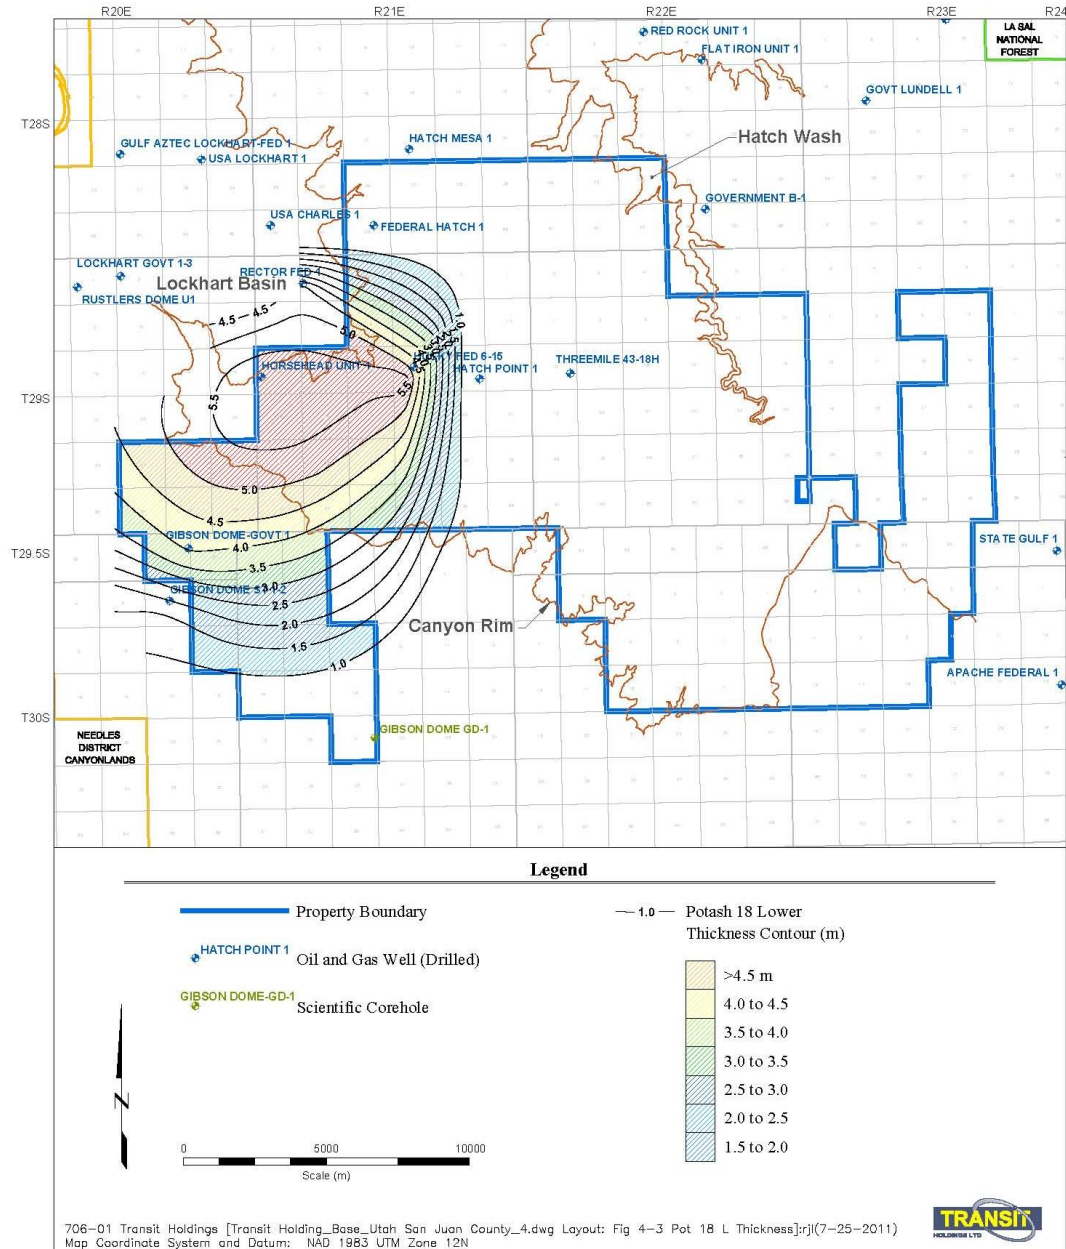 R20E
R21E
R22E
R23E
R24
RED ROCK UNIT 1
LA SAL
NATIONAL
FOREST
FLAT IRON UNIT 1
GOVT LUNDELL 1
T28S
Hatch Wash
HATCH MESA 1
GULF AZTEC LOCKHART-FED 1
USA LOCKHART 1
GOVERNMENT B-1
USA CHARLES 1
FEDERAL HATCH 1
LOCKHART GOVT 1-3
RECTOR FED 1
Lockhart Basin
RUSTLERS DOME U1
1.0
4.5
4.5
5.0
FED 6-15
THREEMILE 43-18H
HORSEHEAD UNIT 1
HATCH POINT 1
5.5
5.5
T29S
5.0
4.5
GIBSON DOME-GOVT 1
4.0
STATE GULF 1
T29.5S
3.5
3.0
GIBSON DOME
2.5
2.0
Canyon Rim
1.5
1.0
APACHE FEDERAL 1
T30S
GIBSON DOME GD-1
NEEDLES
DISTRICT
CANYONLANDS
Legend
Property Boundary
1.0
Potash 18 Lower
Thickness Contour (m)
HATCH POINT 1
Oil and Gas Well (Drilled)
GIBSON DOME-GD-1
Scientific Corehole
>4.5 m
4.0 to 4.5
3.5 to 4.0
3.0 to 3.5
2.5 to 3.0
2.0 to 2.5
1.5 to 2.0
N
0
5000
10000
Scale (m)
706-01 Transit Holdings [Transit Holding_Base_Utah San Juan County_4.dwg Layout: Fig 4-3 Pot 18 L Thickness]:rjl(7-25-2011)
Map Coordinate System and Datum: NAD 1983 UTM Zone 12N
TRANSIT
HOLDINGS LTD